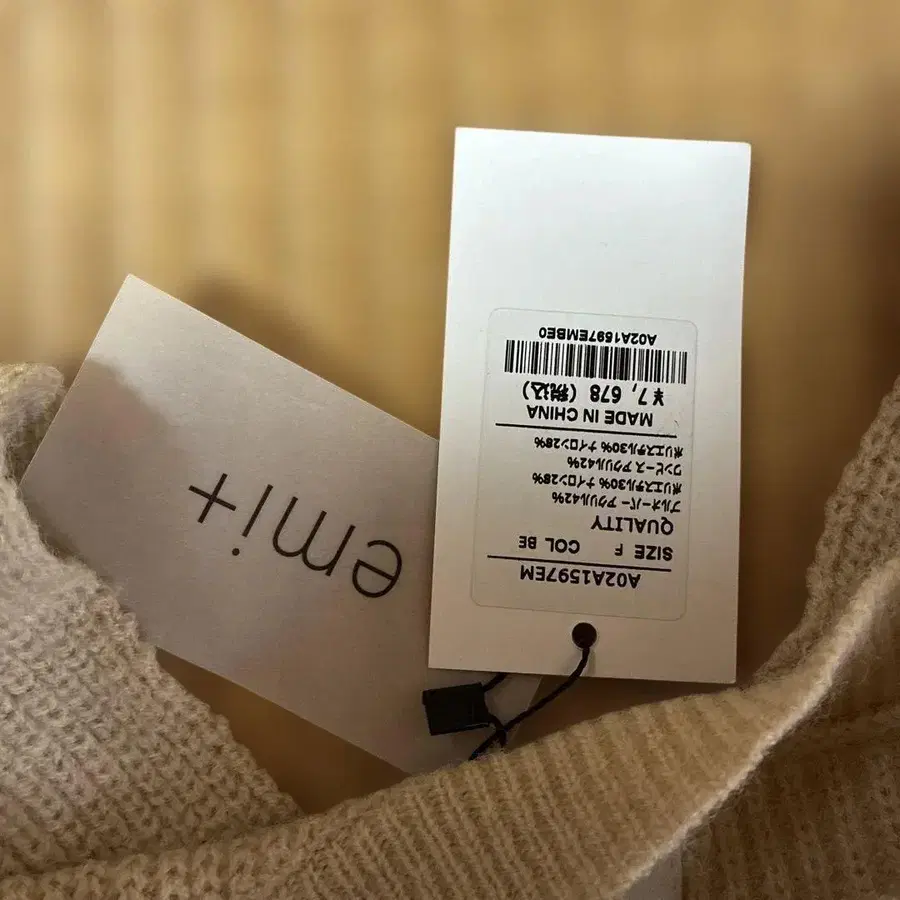 emi+
A02A1597EM
SIZE F COL BE
QUALITY
プルオーバー アクリル42%
ポリエステル30% ナイロン28%
ワンピース アクリル42%
ポリエステル30% ナイロン28%
MADE IN CHINA
¥7,678 (税込)
A02A1597EMBE0